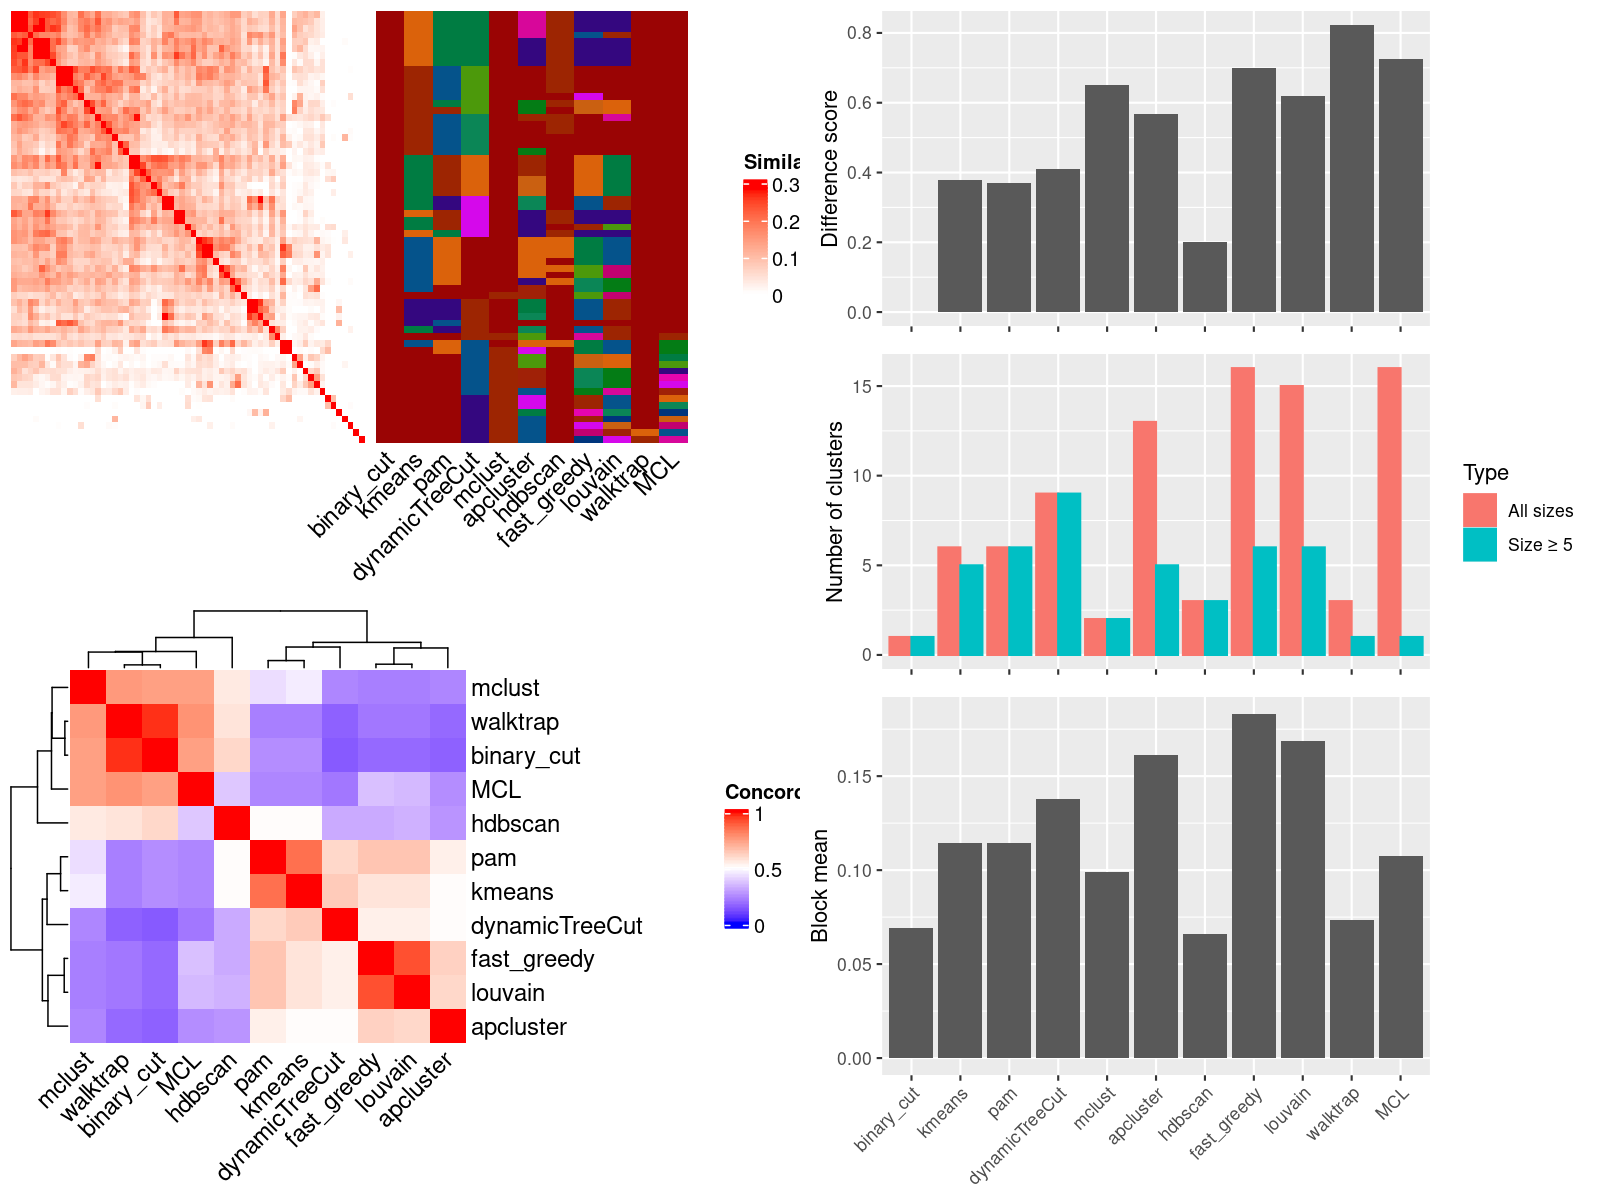 Simila
0.3
0.2
0.1
0
binary_cut
kmeans
pam
dynamicTreeCut
mclust
apcluster
hdbscan
fast_greedy
louvain
walktrap
MCL
Difference score
0.8
0.6
0.4
0.2
0.0
Number of clusters
15
10
5
0
Type
All sizes
Size ≥ 5
mclust
walktrap
binary_cut
MCL
hdbscan
pam
kmeans
dynamicTreeCut
fast_greedy
louvain
apcluster
mclust
walktrap
binary_cut
MCL
hdbscan
pam
kmeans
dynamicTreeCut
fast_greedy
louvain
apcluster
Concord
1
0.5
0
Block mean
0.15
0.10
0.05
0.00
binary_cut
kmeans
pam
dynamicTreeCut
mclust
apcluster
hdbscan
fast_greedy
louvain
walktrap
MCL